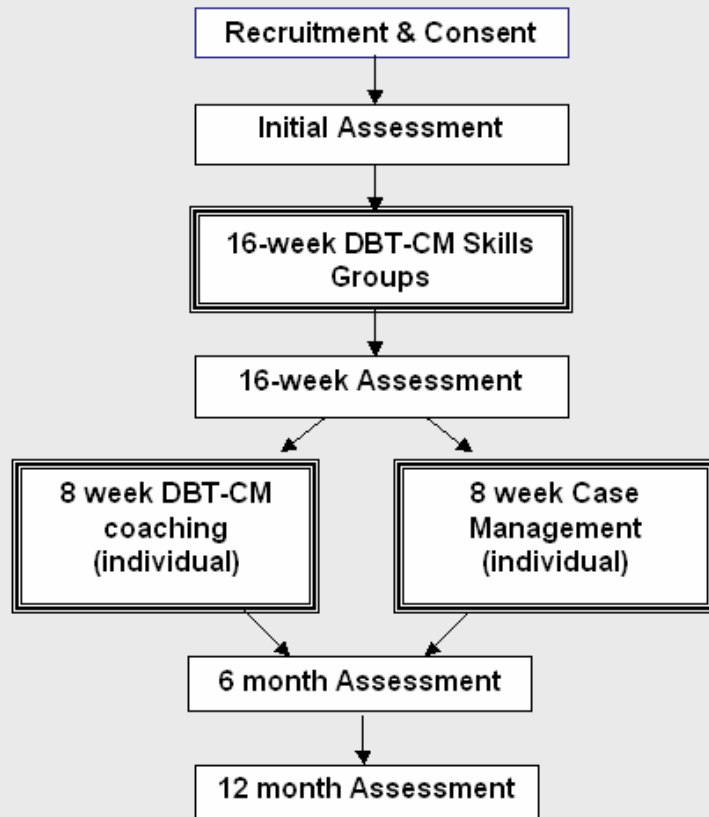 Recruitment & Consent
Initial Assessment
16-week DBT-CM Skills
Groups
16-week Assessment
8 week DBT-CM
coaching
(individual)
8 week Case
Management
(individual)
6 month Assessment
12 month Assessment